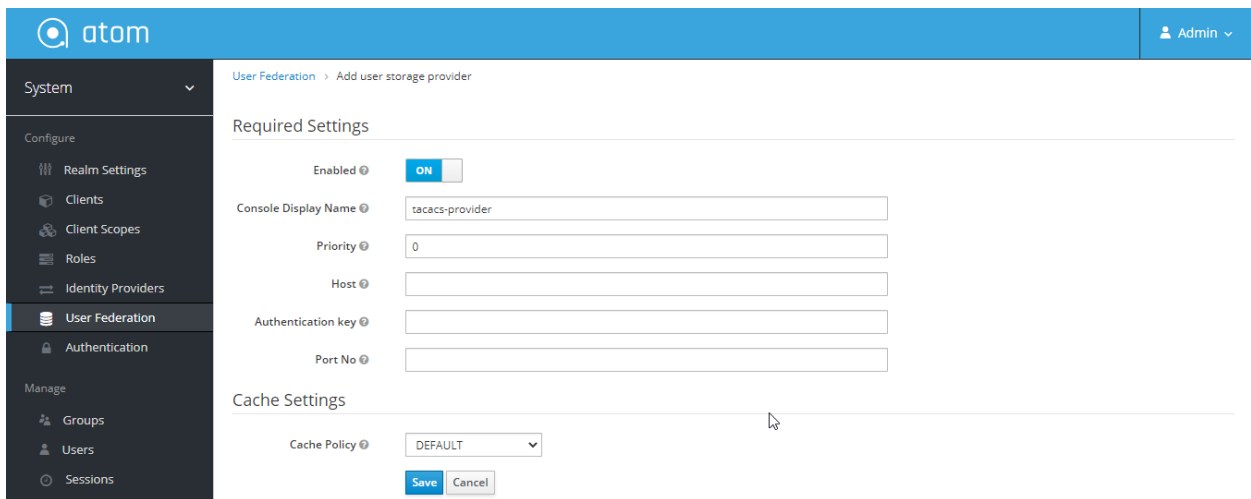 atom
Admin
System
Configure
Realm Settings
Clients
Client Scopes
Roles
Identity Providers
User Federation
Authentication
Manage
Groups
Users
Sessions
User Federation > Add user storage provider
Required Settings
Enabled ON
Console Display Name tacacs-provider
Priority 0
Host
Authentication key
Port No
Cache Settings
Cache Policy DEFAULT
Save Cancel